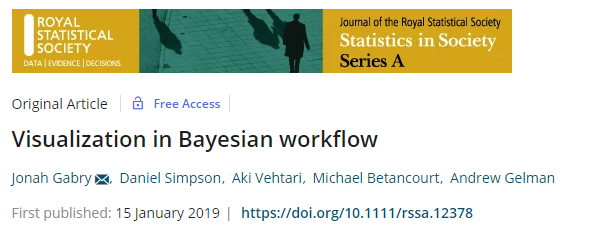 ROYAL
STATISTICAL
SOCIETY
DATA | EVIDENCE | DECISIONS
Journal of the Royal Statistical Society
Statistics in Society
Series A
Original Article
Free Access
Visualization in Bayesian workflow
Jonah Gabry, Daniel Simpson, Aki Vehtari, Michael Betancourt, Andrew Gelman
First published: 15 January 2019 | https://doi.org/10.1111/rssa.12378